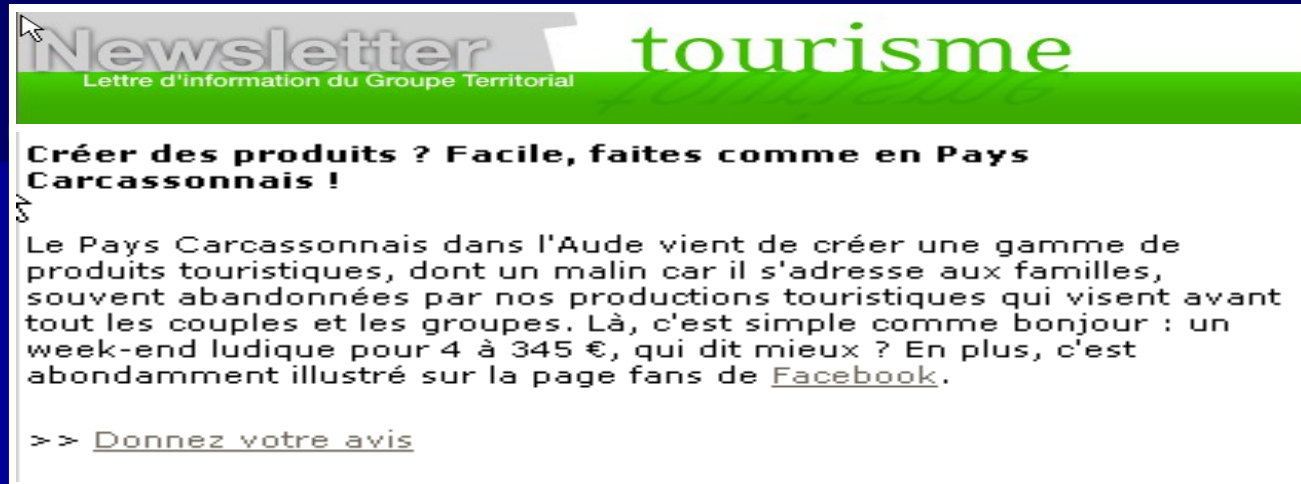 Newsletter tourisme
Lettre d'information du Groupe Territorial
Créer des produits ? Facile, faites comme en Pays
Carcassonnais !
Le Pays Carcassonnais dans l'Aude vient de créer une gamme de
produits touristiques, dont un malin car il s'adresse aux familles,
souvent abandonnées par nos productions touristiques qui visent avant
tout les couples et les groupes. Là, c'est simple comme bonjour : un
week-end ludique pour 4 à 345 €, qui dit mieux ? En plus, c'est
abondamment illustré sur la page fans de Facebook.
>> Donnez votre avis